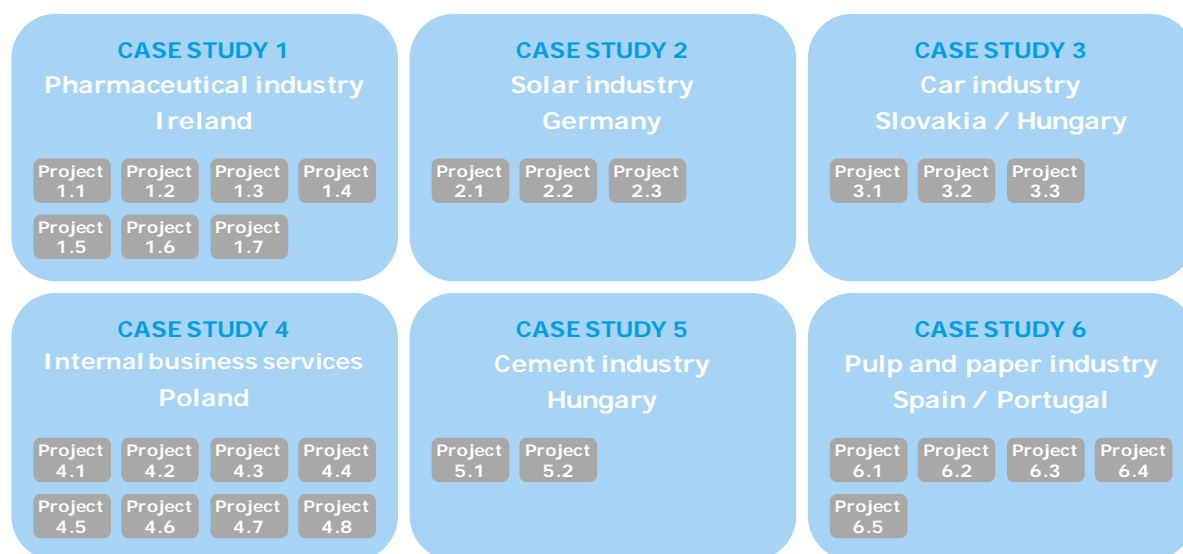 CASE STUDY 1
Pharmaceutical industry
Ireland
Project
1.1
Project
1.2
Project
1.3
Project
1.4
Project
1.5
Project
1.6
Project
1.7
CASE STUDY 2
Solar industry
Germany
Project
2.1
Project
2.2
Project
2.3
CASE STUDY 3
Car industry
Slovakia / Hungary
Project
3.1
Project
3.2
Project
3.3
CASE STUDY 4
Internal business services
Poland
Project
4.1
Project
4.2
Project
4.3
Project
4.4
Project
4.5
Project
4.6
Project
4.7
Project
4.8
CASE STUDY 5
Cement industry
Hungary
Project
5.1
Project
5.2
CASE STUDY 6
Pulp and paper industry
Spain / Portugal
Project
6.1
Project
6.2
Project
6.3
Project
6.4
Project
6.5